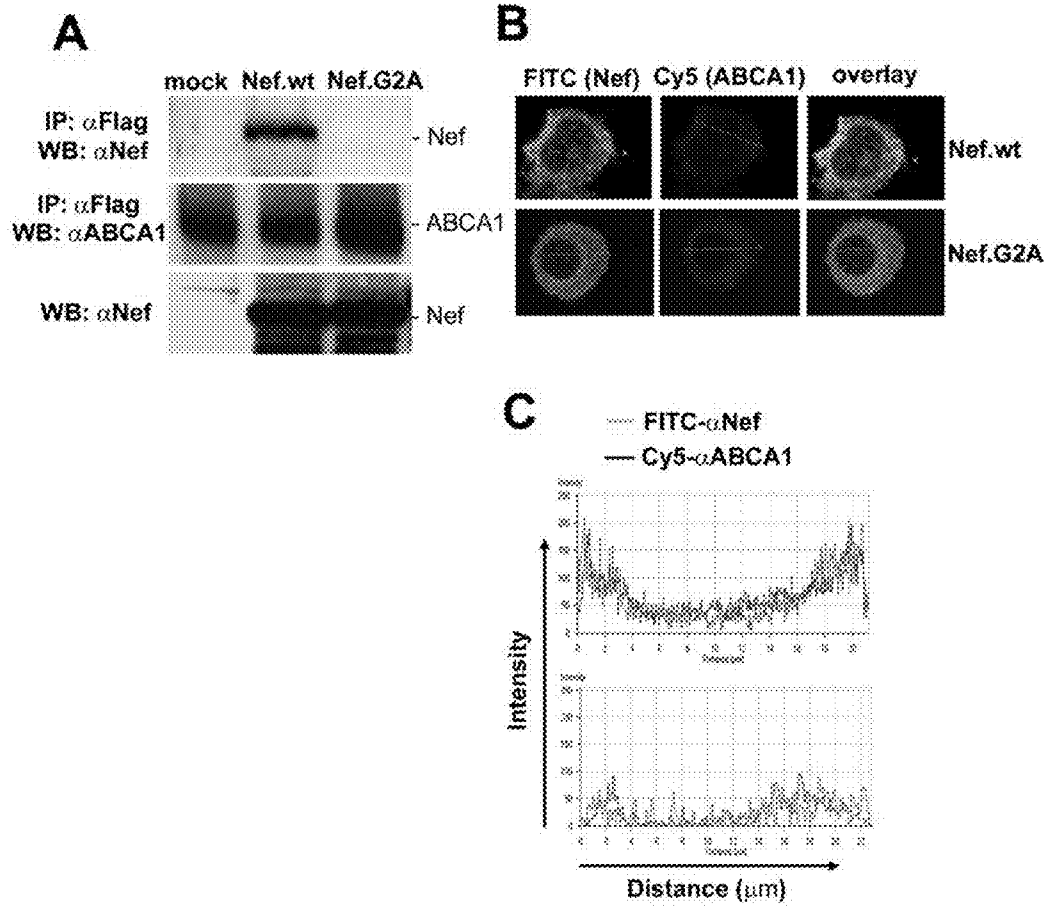 A
mock Nef.wt Nef.G2A
IP: αFlag
WB: αNef
Nef
IP: αFlag
WB: αABCA1
ABCA1
WB: αNef
Nef
B
FITC (Nef) Cy5 (ABCA1) overlay
Nef.wt
Nef.G2A
C
FITC-αNef
Cy5-αABCA1
Intensity
Distance (μm)